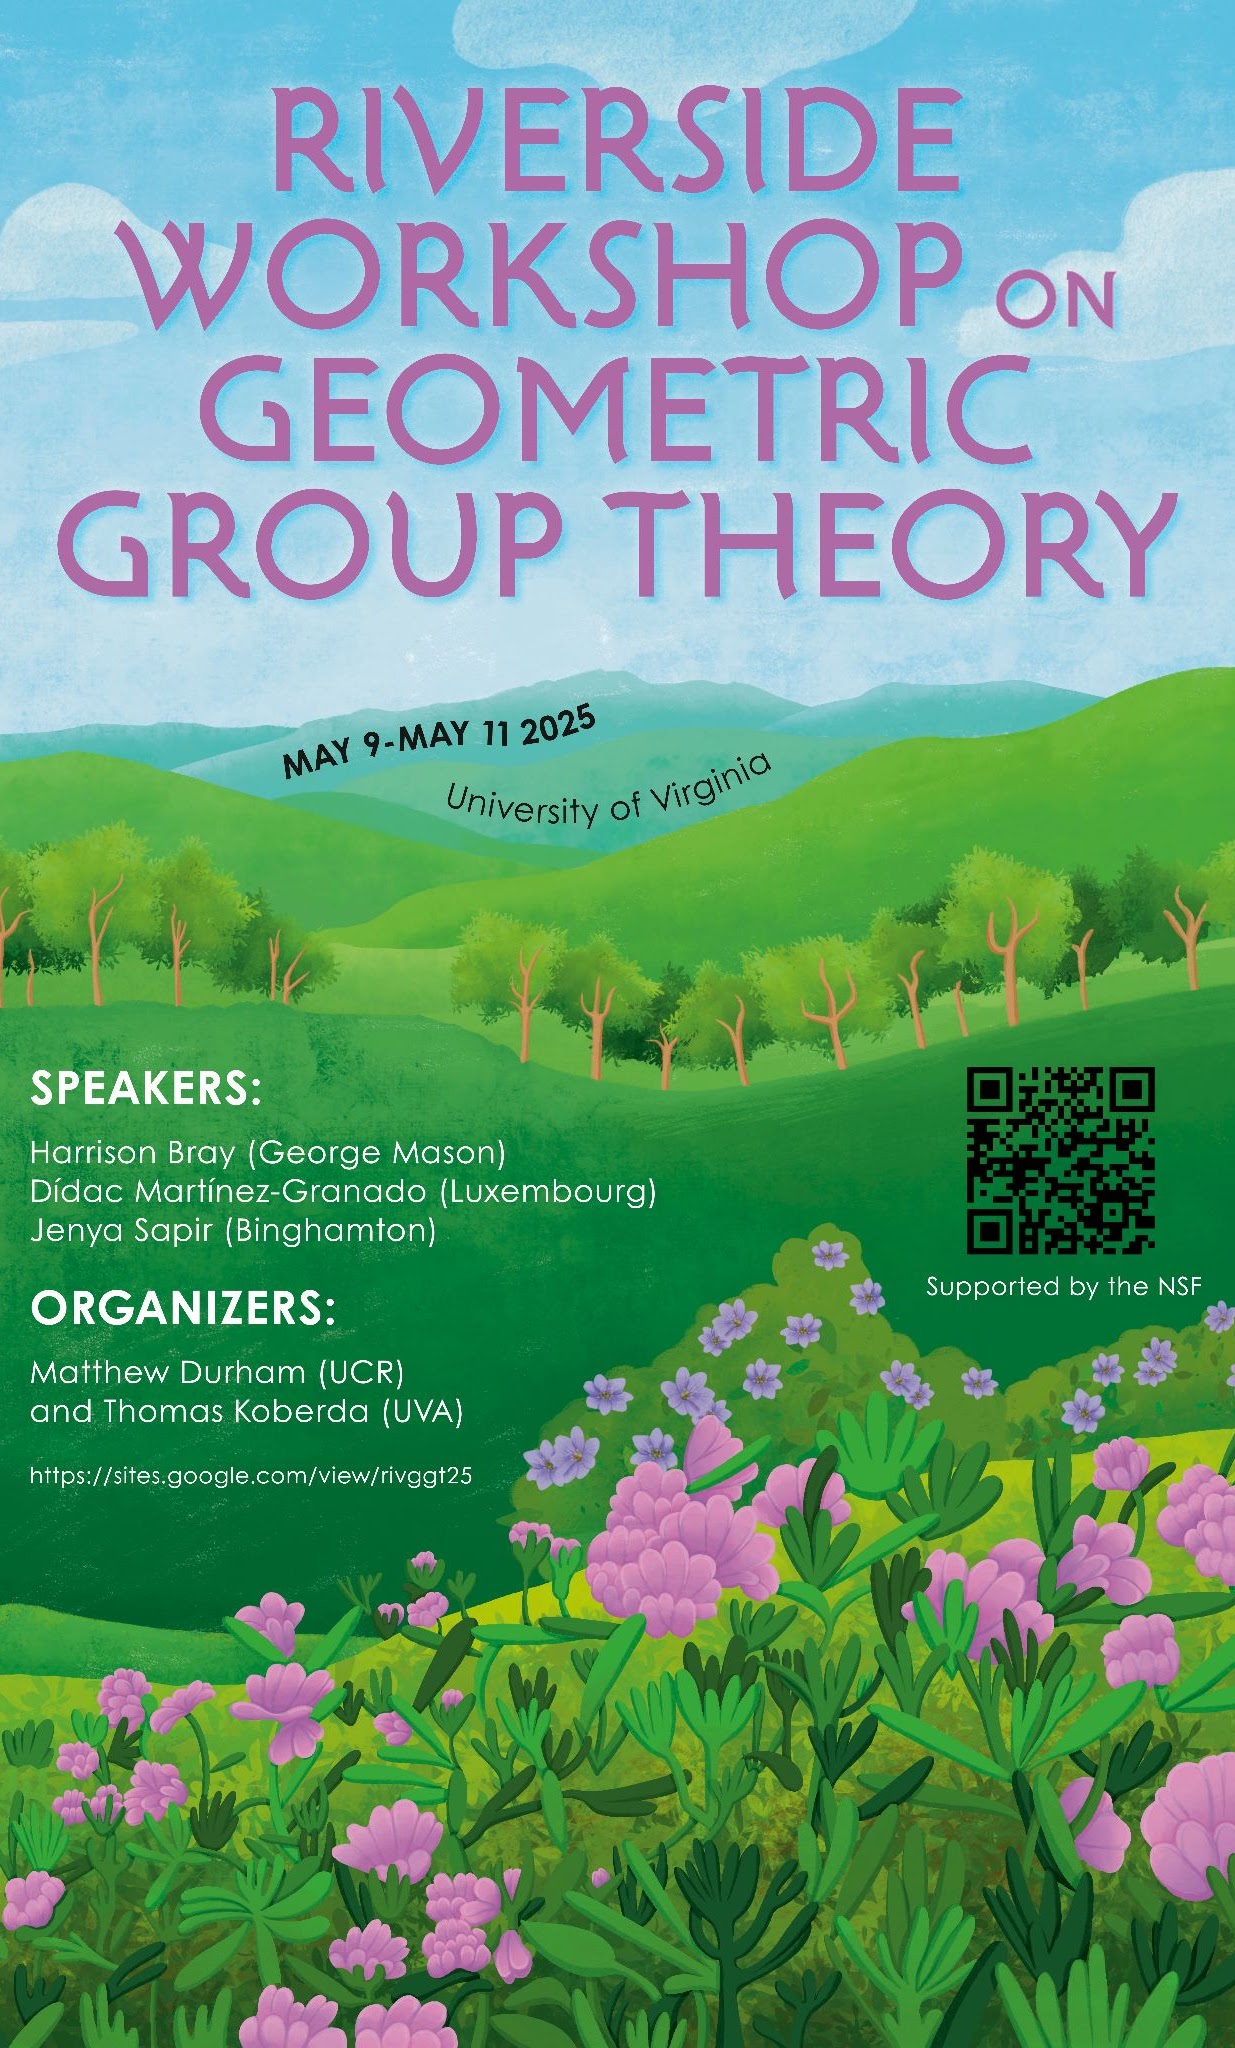 RIVERSIDE
WORKSHOP ON
GEOMETRIC
GROUP THEORY
MAY 9-MAY 11 2025
University of Virginia
SPEAKERS:
Harrison Bray (George Mason)
Dídac Martínez-Granado (Luxembourg)
Jenya Sapir (Binghamton)
Supported by the NSF
ORGANIZERS:
Matthew Durham (UCR)
and Thomas Koberda (UVA)
https://sites.google.com/view/rivggt25